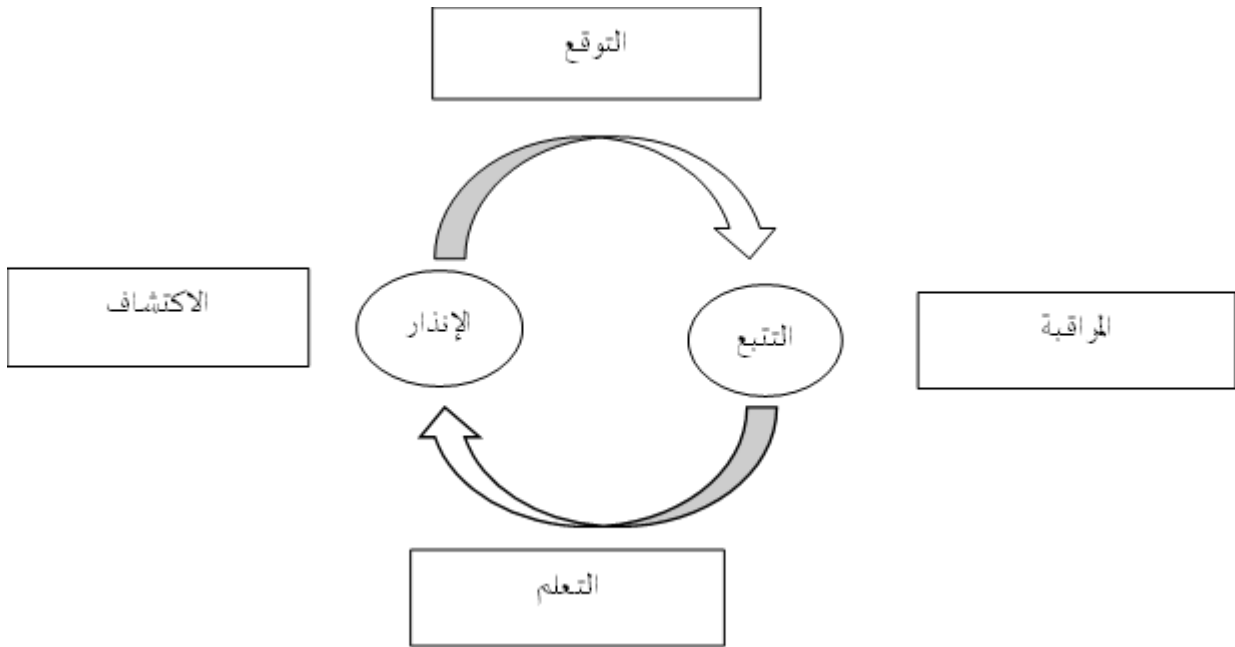 التوقع
الاكتشاف
الإنذار
التتبع
المراقبة
التعلم